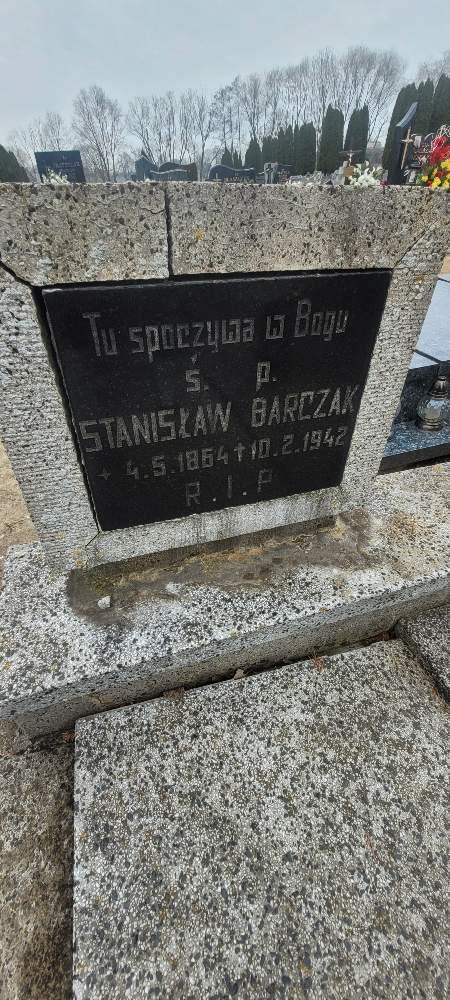 Tu spoczywa w Bogu
ś. p.
STANISŁAW BARCZAK
+ 4.5.1864 + 10.2.1942
R. I. P